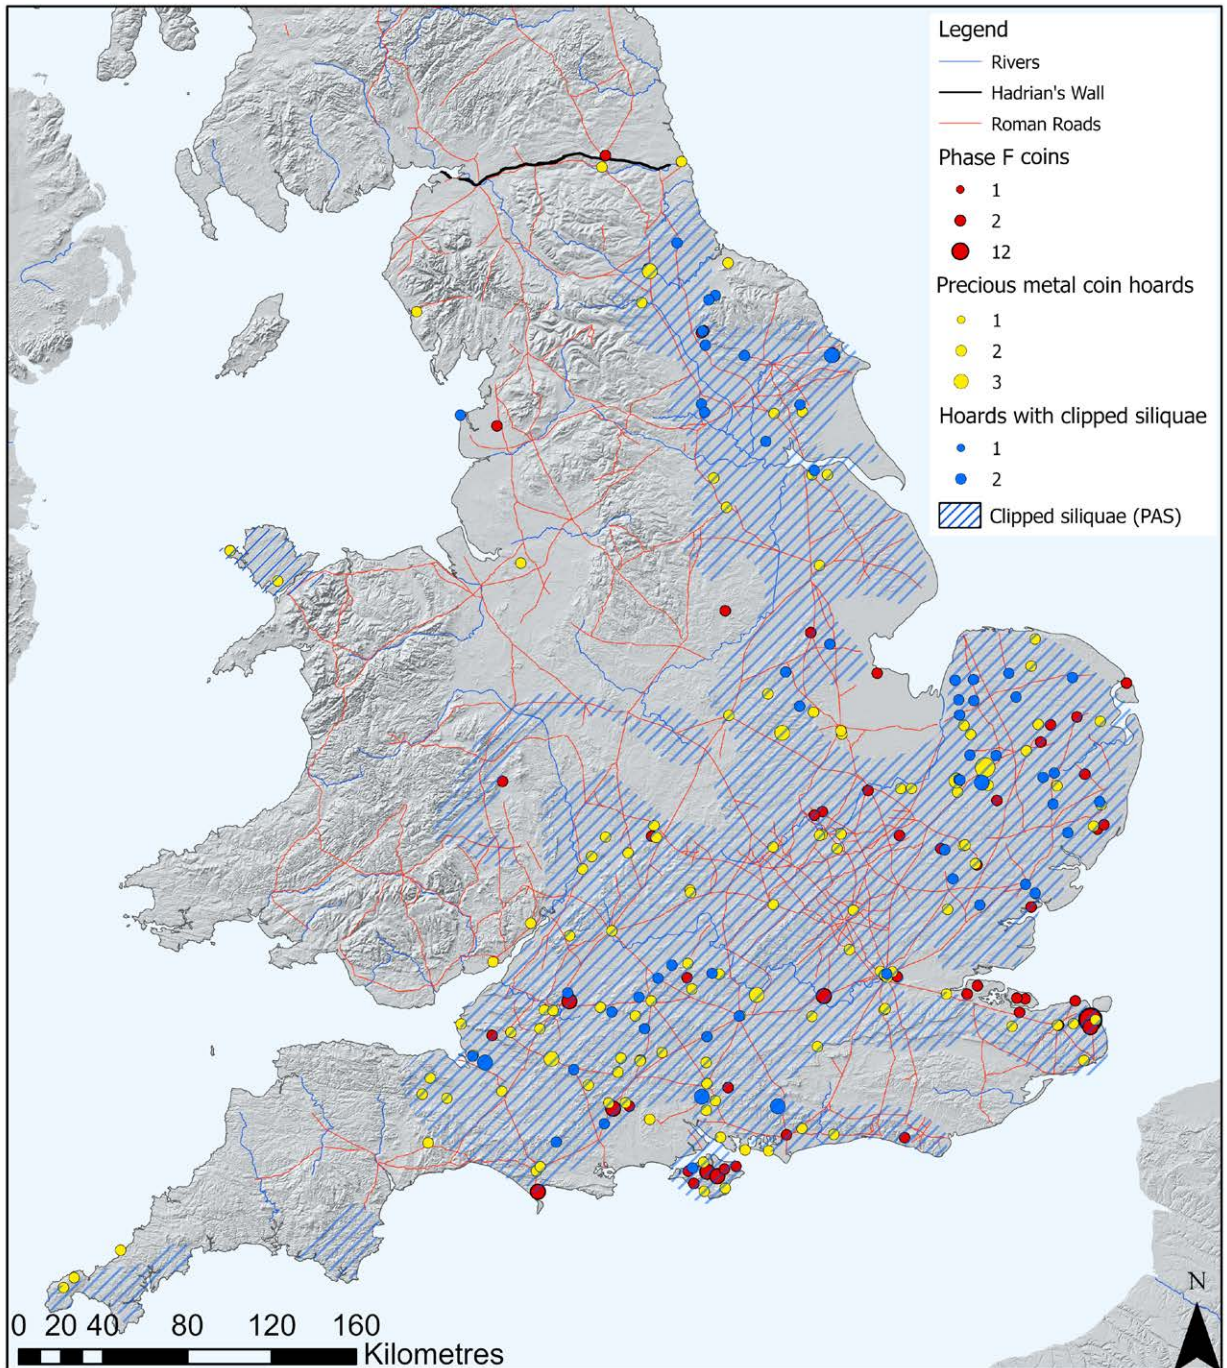 Legend
Rivers
Hadrian's Wall
Roman Roads
Phase F coins
1
2
12
Precious metal coin hoards
1
2
3
Hoards with clipped siliquae
1
2
Clipped siliquae (PAS)
N
0 20 40 80 120 160
Kilometres